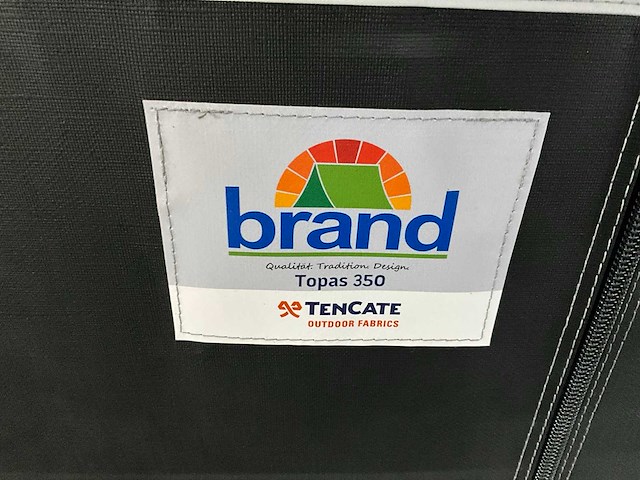 brand
Qualität. Tradition. Design.
Topas 350
TENCATE
OUTDOOR FABRICS